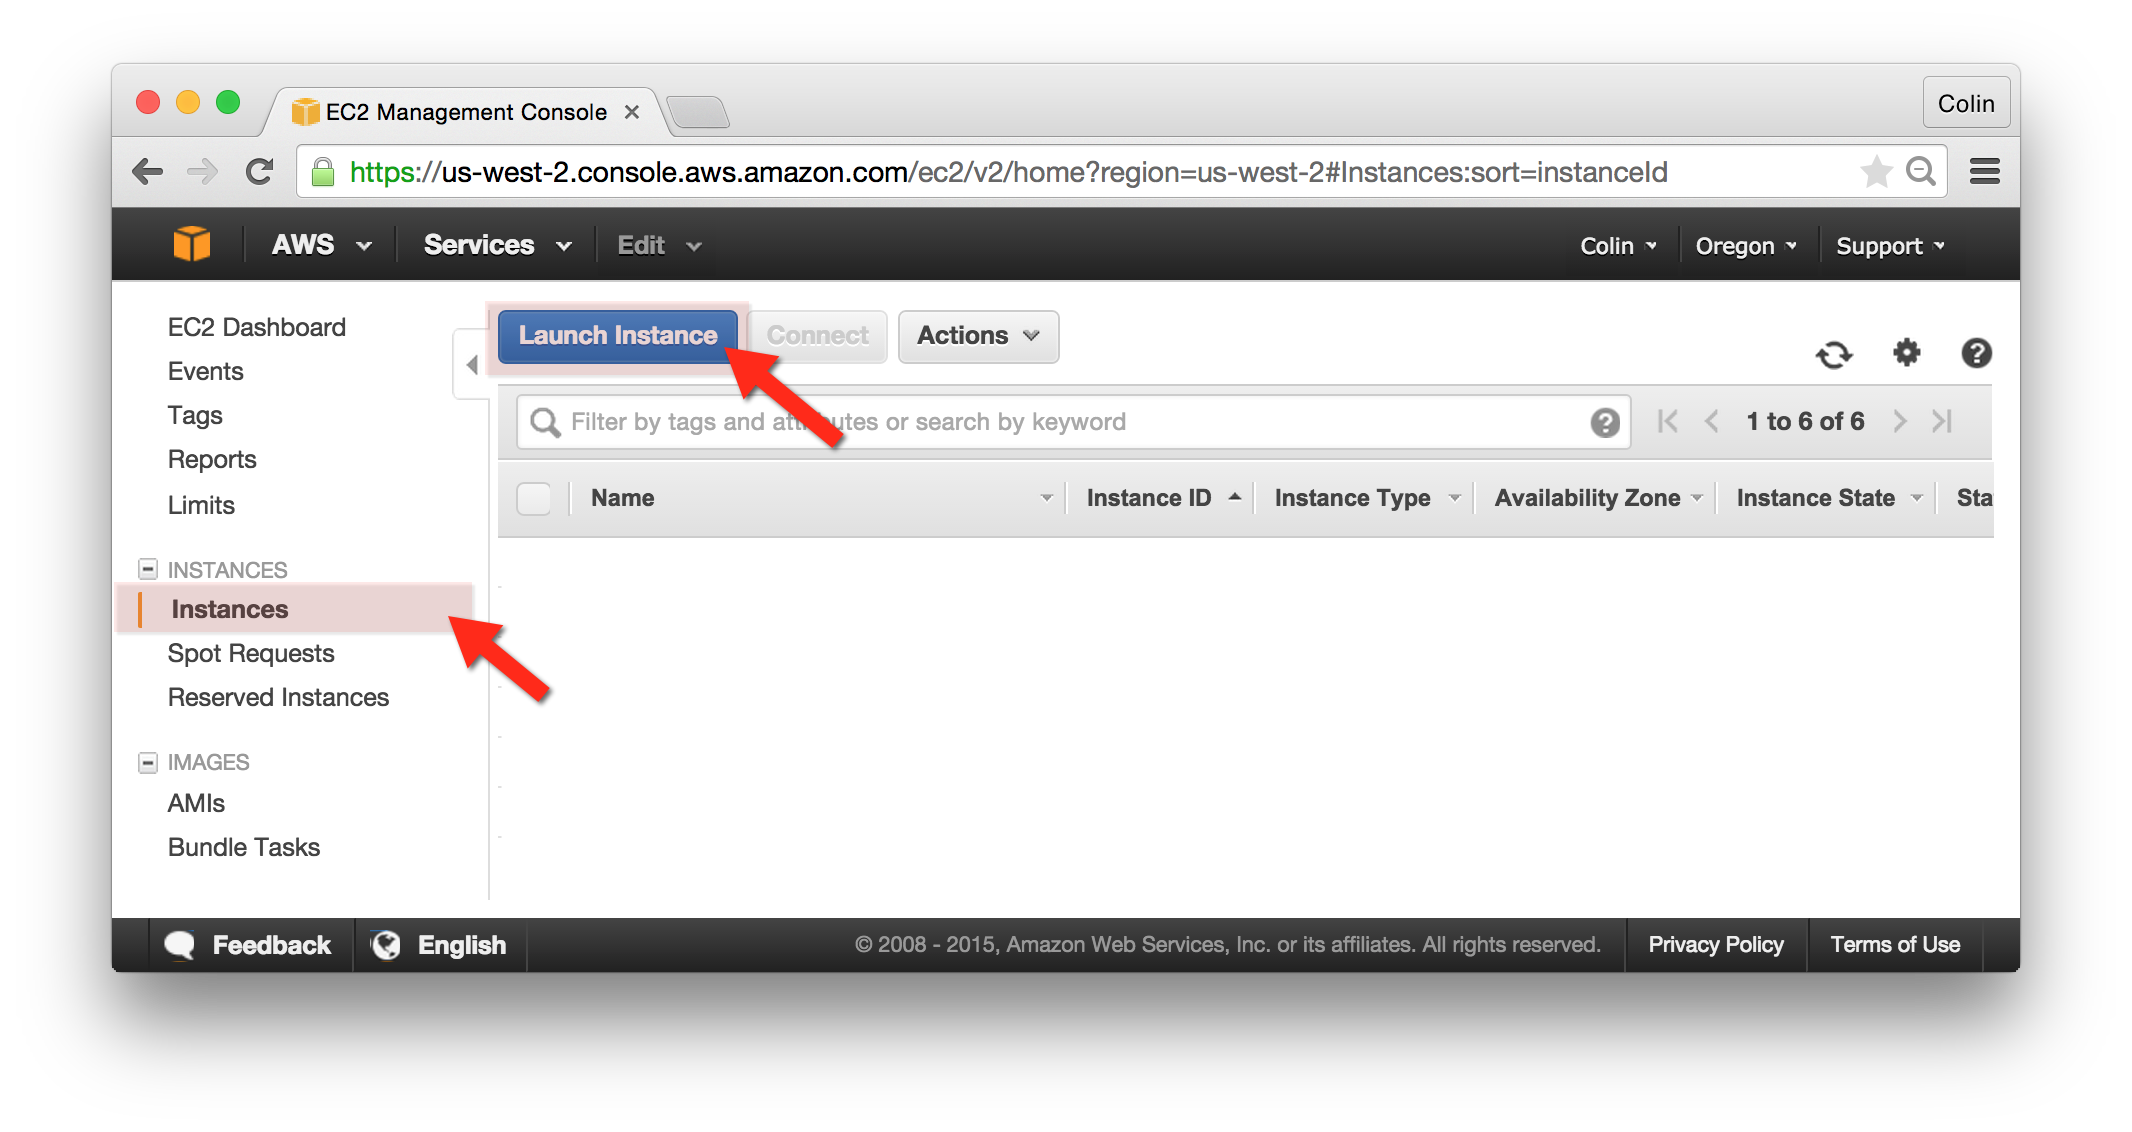 EC2 Management Console
Colin
https://us-west-2.console.aws.amazon.com/ec2/v2/home?region=us-west-2#Instances:sort=instanceId
AWS Services Edit Colin Oregon Support
EC2 Dashboard
Events
Tags
Reports
Limits
INSTANCES
Instances
Spot Requests
Reserved Instances
IMAGES
AMIs
Bundle Tasks
Launch Instance Connect Actions
Filter by tags and attributes or search by keyword 1 to 6 of 6
Name Instance ID Instance Type Availability Zone Instance State Sta
Feedback English © 2008 - 2015, Amazon Web Services, Inc. or its affiliates. All rights reserved. Privacy Policy Terms of Use